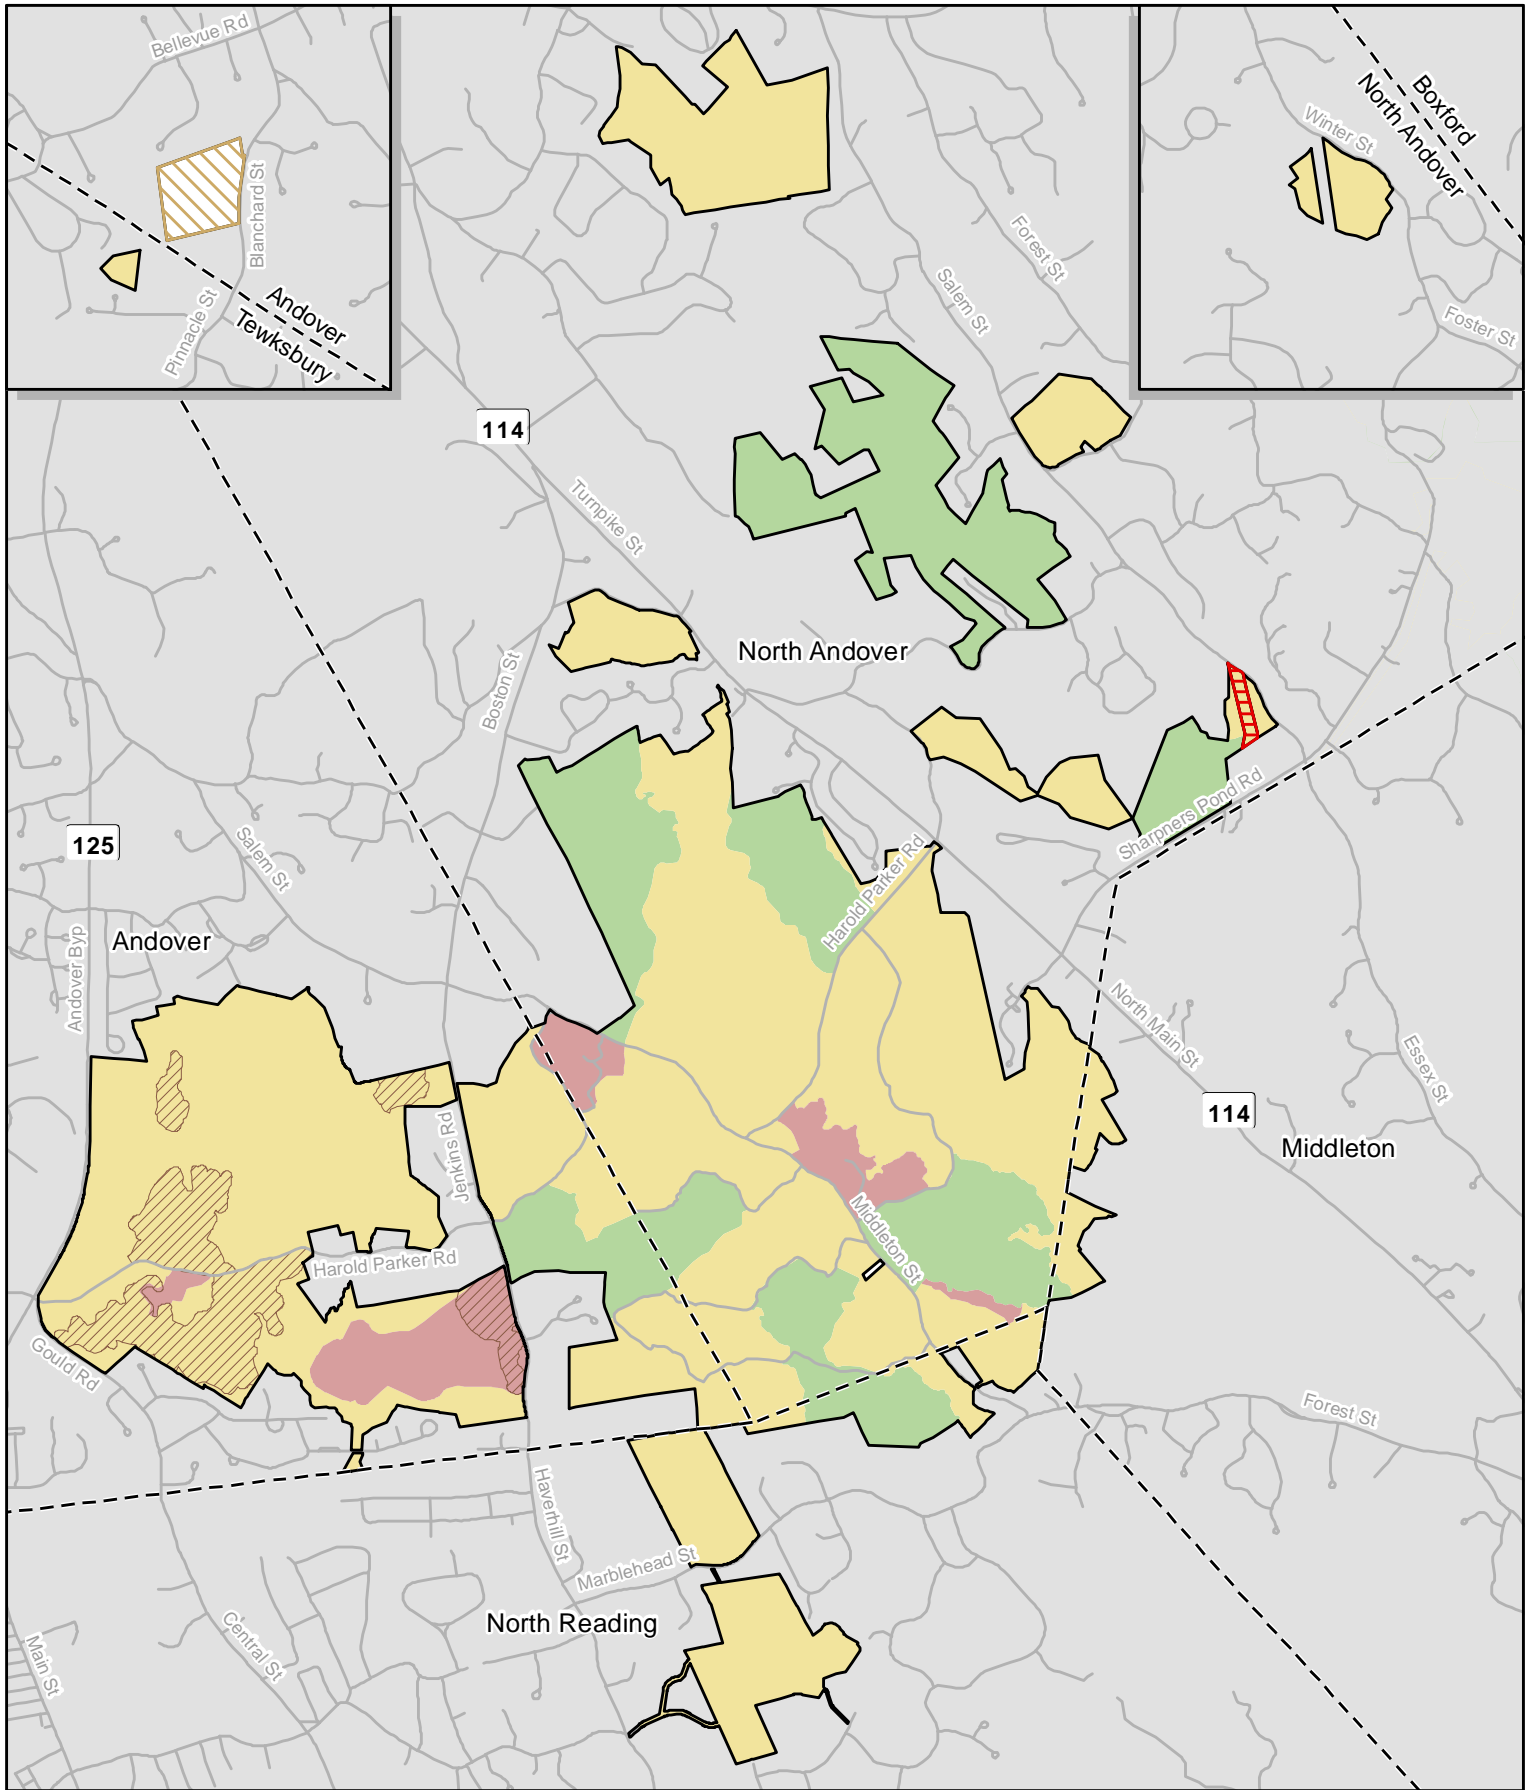 Bellevue Rd
Blanchard St
Pinnacle St
Andover
Tewksbury
Boxford
North Andover
Winter St
Foster St
Forest St
Salem St
114
Turnpike St
North Andover
Boston St
Sharpners Pond Rd
125
Salem St
Harold Parker Rd
Andover
Andover Byp
North Main St
Essex St
114
Jenkins Rd
Middleton
Middleton St
Harold Parker Rd
Gould Rd
Forest St
Haverhill St
Marblehead St
North Reading
Central St
Main St